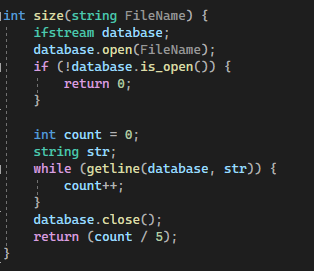 int size(string FileName) {
    ifstream database;
    database.open(FileName);
    if (!database.is_open()) {
        return 0;
    }

    int count = 0;
    string str;
    while (getline(database, str)) {
        count++;
    }
    database.close();
    return (count / 5);
}